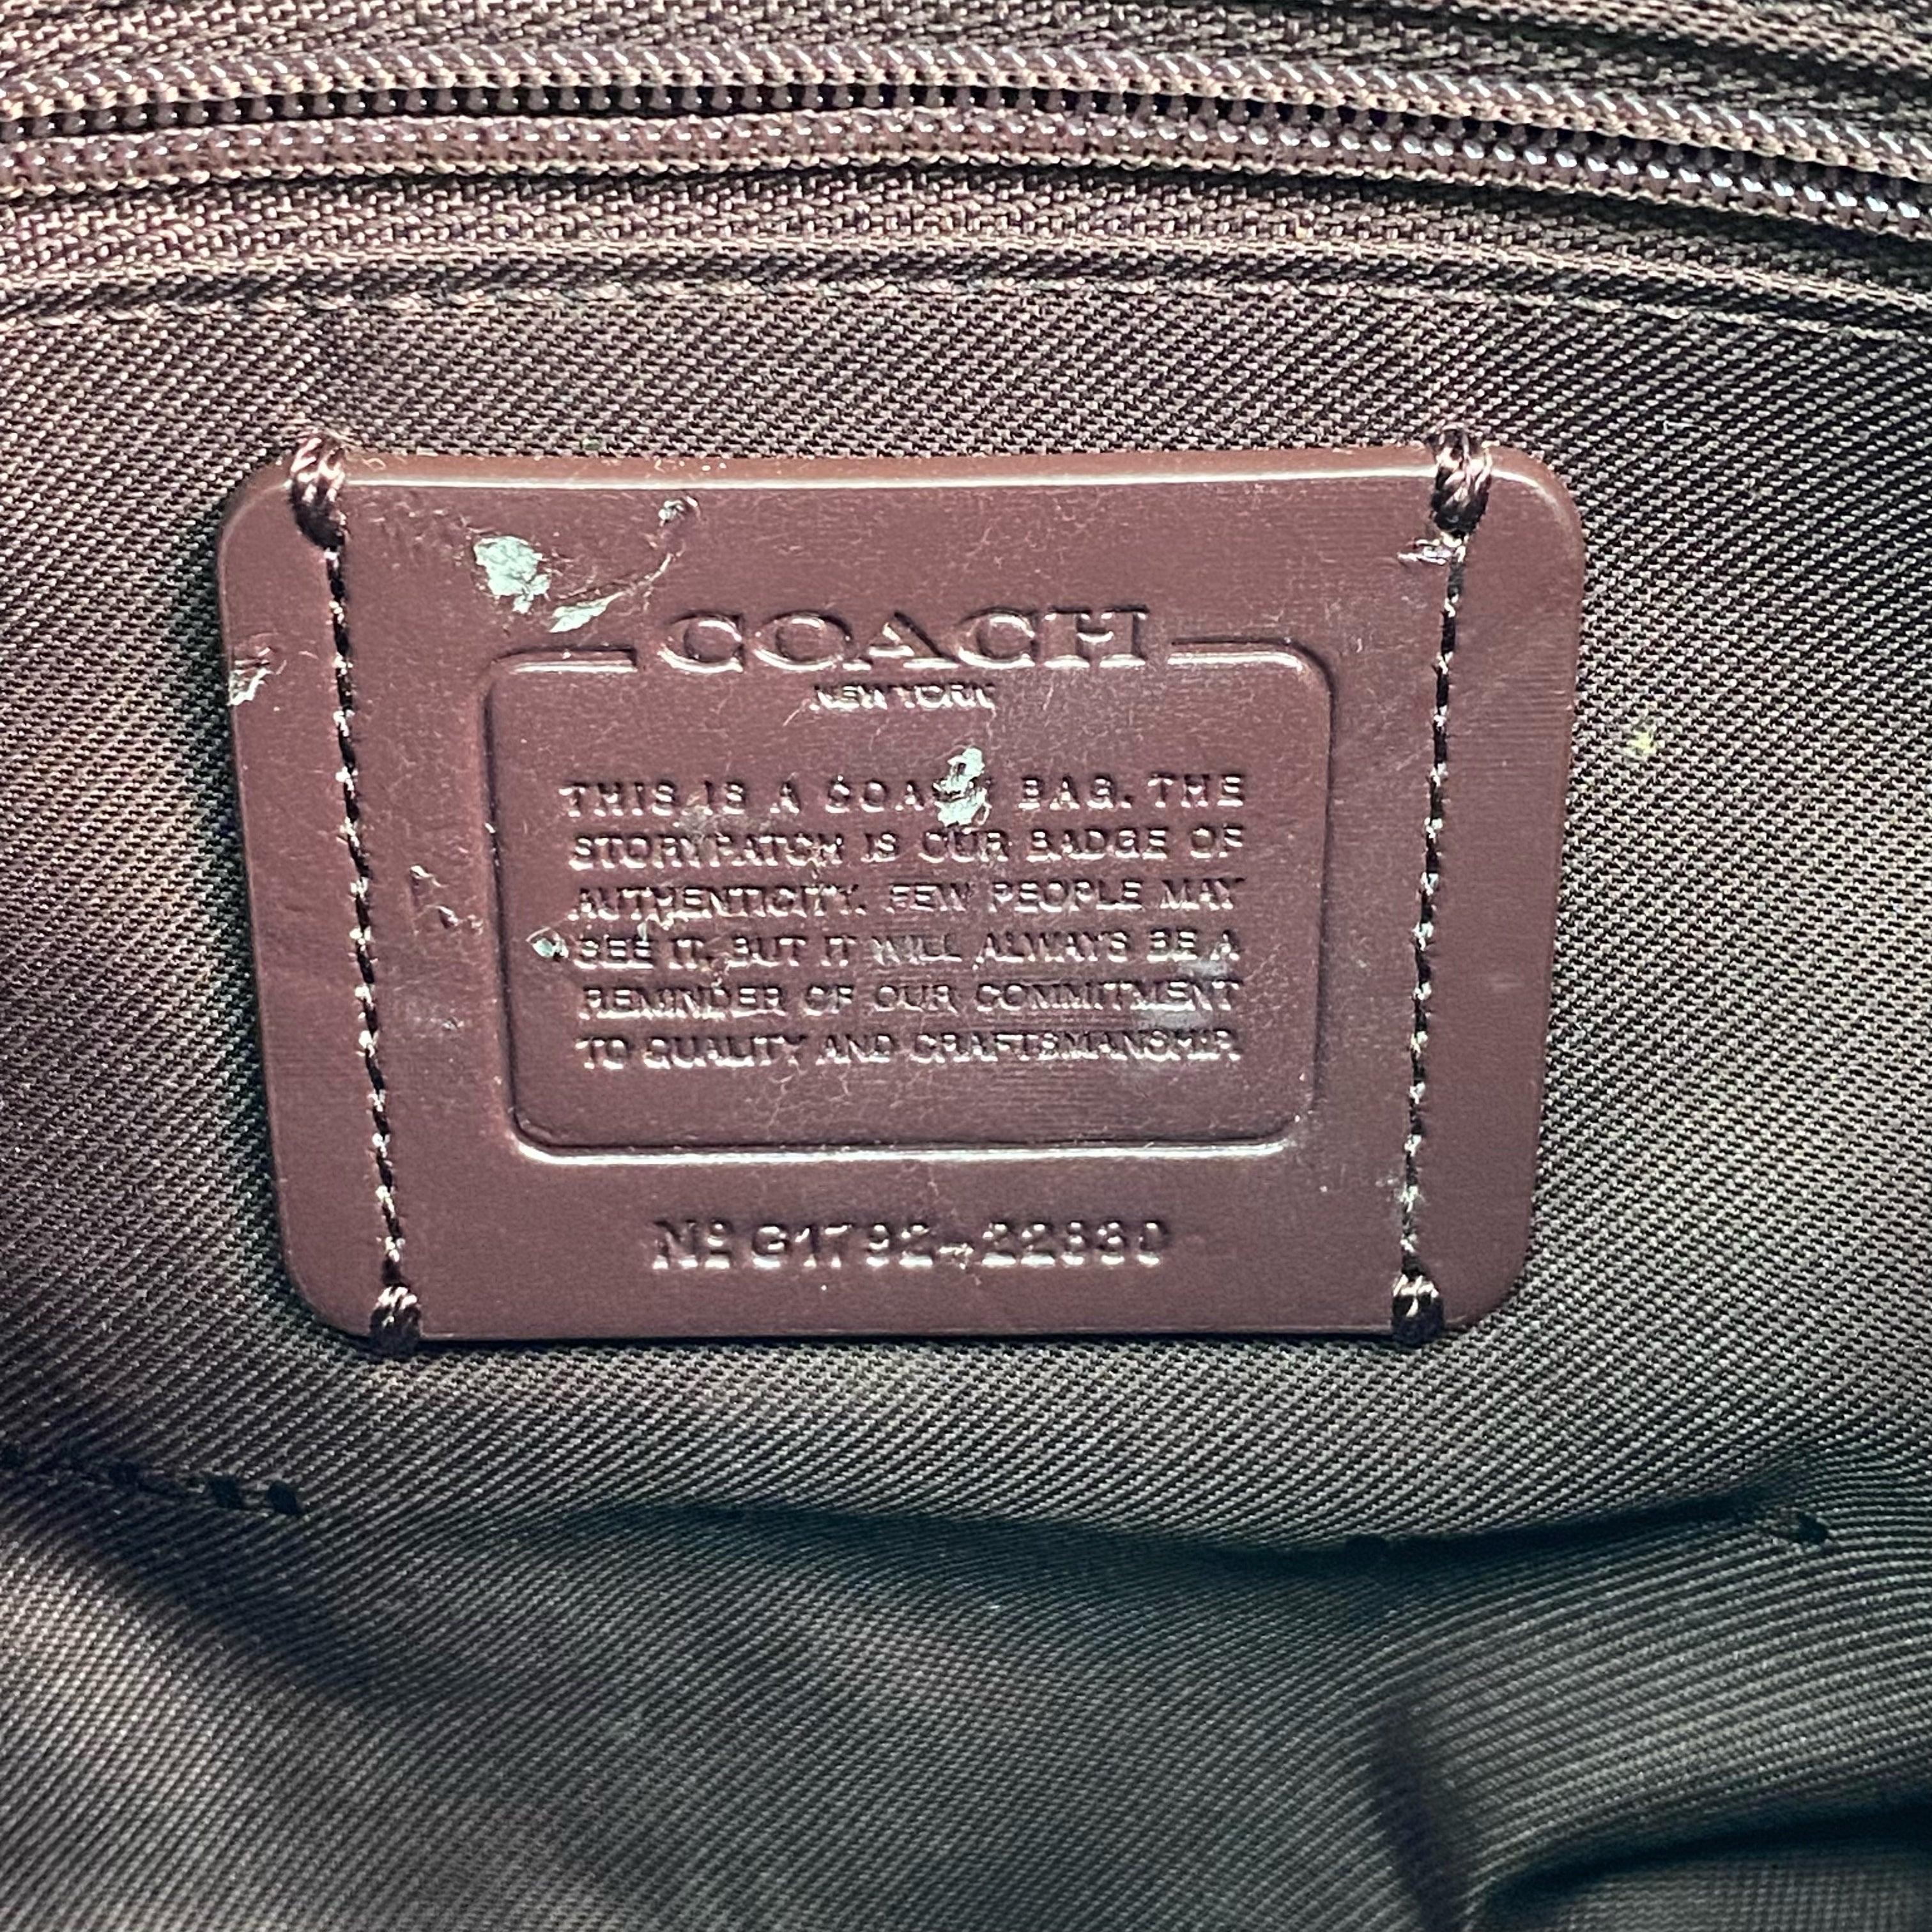 COACH
NEW YORK
THIS IS A COACH BAG. THE
STORYPATCH IS OUR BADGE OF
AUTHENTICITY. FEW PEOPLE MAY
SEE IT, BUT IT WILL ALWAYS BE A
REMINDER OF OUR COMMITMENT
TO QUALITY AND CRAFTSMANSHIP.
Nº G1792-22830